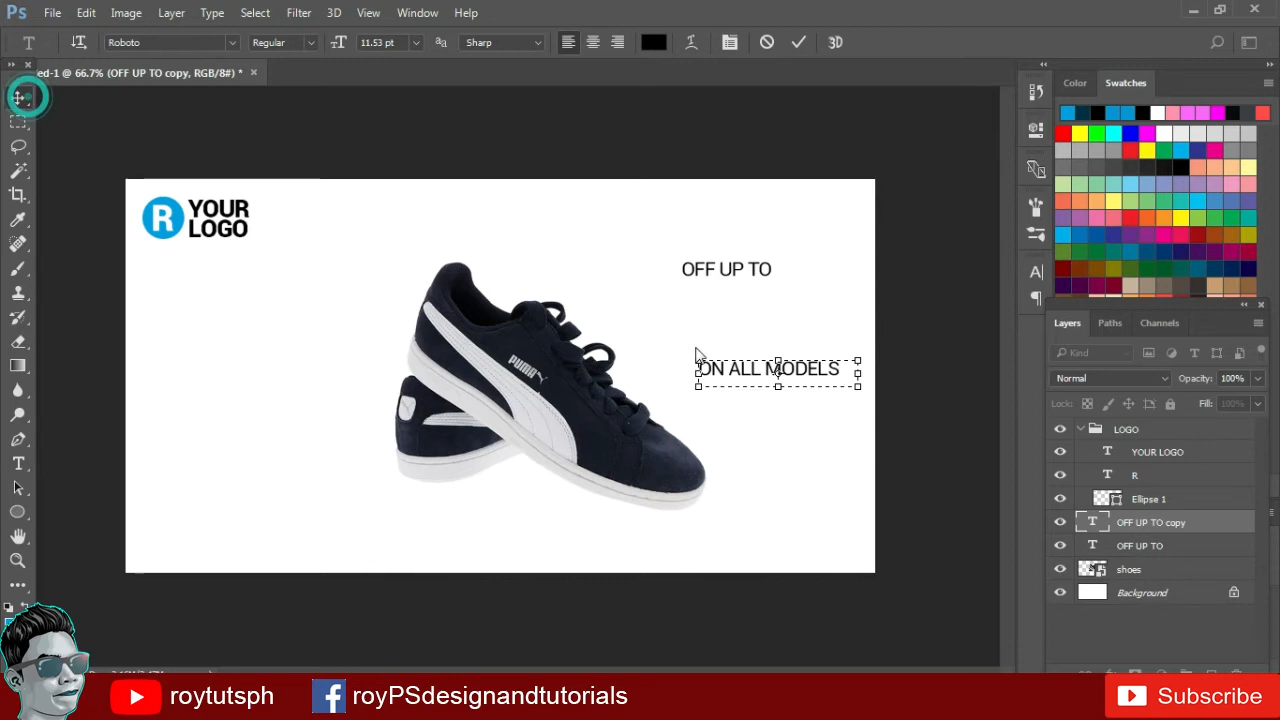 Ps File Edit Image Layer Type Select Filter 3D View Window Help
T Roboto Regular 11.53 pt Sharp 3D
ed-1 @ 66.7% (OFF UP TO copy, RGB/8#) *
Color Swatches
R YOUR
LOGO
OFF UP TO
PUMA
ON ALL MODELS
Layers Paths Channels
Kind
Normal Opacity: 100%
Lock: Fill: 100%
LOGO
YOUR LOGO
R
Ellipse 1
OFF UP TO copy
OFF UP TO
shoes
Background
roytutsph royPSdesignandtutorials Subscribe